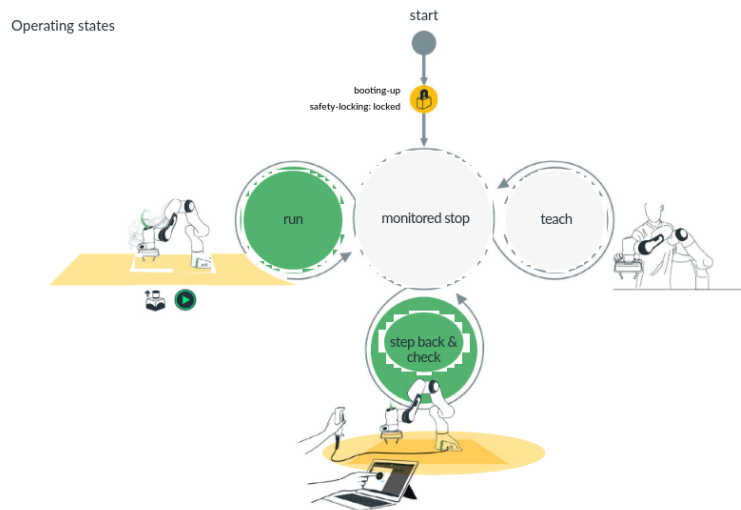 Operating states
start
booting-up
safety-locking: locked
run
monitored stop
teach
step back &
check